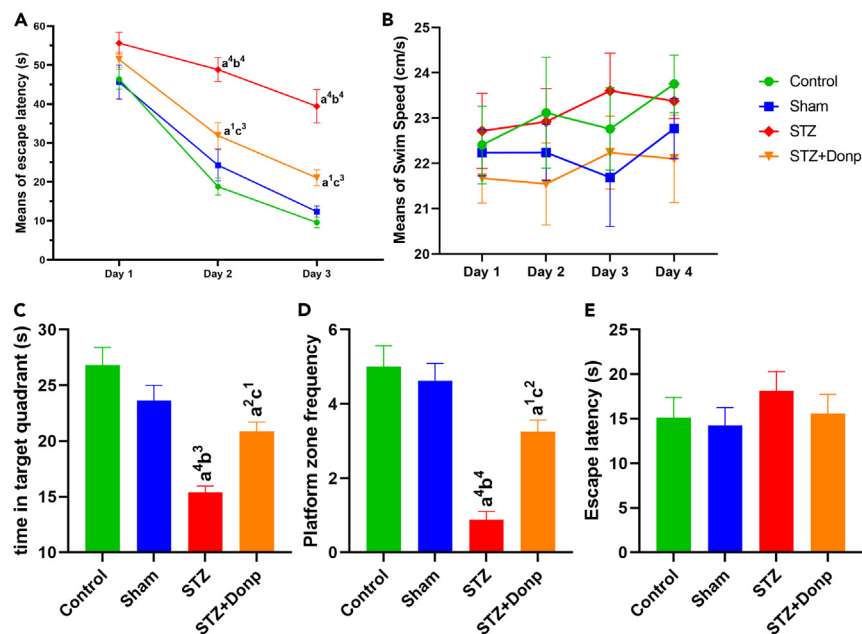 A
Means of escape latency (s)
60
50
40
30
20
10
0
a⁴b⁴
a⁴b⁴
a¹c³
a¹c³
Day 1 Day 2 Day 3
B
Means of Swim Speed (cm/s)
25
24
23
22
21
20
Day 1 Day 2 Day 3 Day 4
Control
Sham
STZ
STZ+Donp
C
time in target quadrant (s)
30
25
20
15
10
a⁴b³
a²c¹
Control Sham STZ STZ+Donp
D
Platform zone frequency
6
4
2
0
a⁴b⁴
a¹c²
Control Sham STZ STZ+Donp
E
Escape latency (s)
25
20
15
10
5
0
Control Sham STZ STZ+Donp